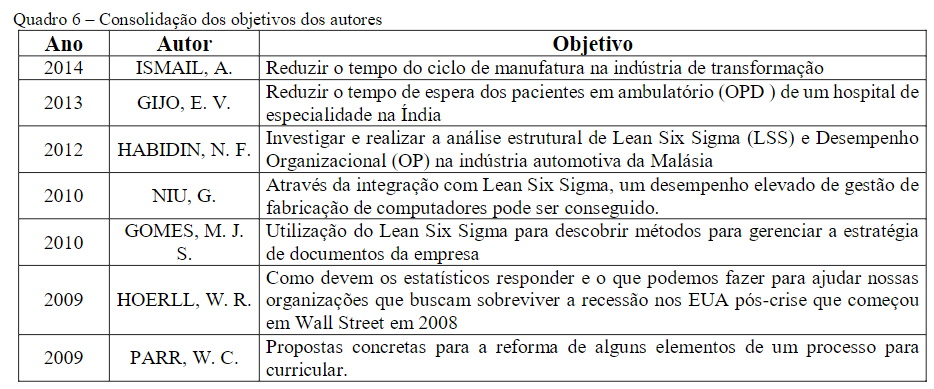 Quadro 6 – Consolidação dos objetivos dos autores
Ano Autor Objetivo
2014 ISMAIL, A. Reduzir o tempo do ciclo de manufatura na indústria de transformação
2013 GIJO, E. V. Reduzir o tempo de espera dos pacientes em ambulatório (OPD ) de um hospital de
especialidade na Índia
2012 HABIDIN, N. F. Investigar e realizar a análise estrutural de Lean Six Sigma (LSS) e Desempenho
Organizacional (OP) na indústria automotiva da Malásia
2010 NIU, G. Através da integração com Lean Six Sigma, um desempenho elevado de gestão de
fabricação de computadores pode ser conseguido.
2010 GOMES, M. J. Utilização do Lean Six Sigma para descobrir métodos para gerenciar a estratégia
S. de documentos da empresa
2009 HOERLL, W. R. Como devem os estatísticos responder e o que podemos fazer para ajudar nossas
organizações que buscam sobreviver a recessão nos EUA pós-crise que começou
em Wall Street em 2008
2009 PARR, W. C. Propostas concretas para a reforma de alguns elementos de um processo para
curricular.